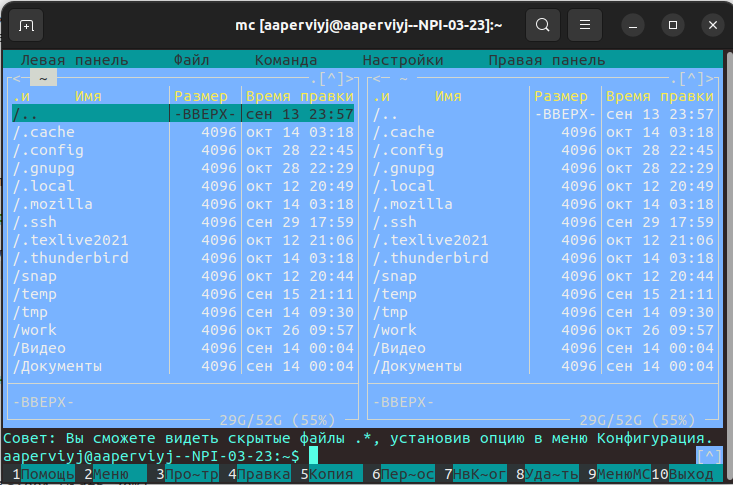 mc [aaperviyj@aaperviyj--NPI-03-23]:~
Левая панель Файл Команда Настройки Правая панель
<─ ~ ─.[^]> <─ ~ ─.[^]>
.и Имя Размер Время правки .и Имя Размер Время правки
/.. -ВВЕРХ- сен 13 23:57 /.. -ВВЕРХ- сен 13 23:57
/.cache 4096 окт 14 03:18 /.cache 4096 окт 14 03:18
/.config 4096 окт 28 22:45 /.config 4096 окт 28 22:45
/.gnupg 4096 окт 28 22:29 /.gnupg 4096 окт 28 22:29
/.local 4096 окт 12 20:49 /.local 4096 окт 12 20:49
/.mozilla 4096 окт 14 03:18 /.mozilla 4096 окт 14 03:18
/.ssh 4096 сен 29 17:59 /.ssh 4096 сен 29 17:59
/.texlive2021 4096 окт 12 21:06 /.texlive2021 4096 окт 12 21:06
/.thunderbird 4096 окт 14 03:18 /.thunderbird 4096 окт 14 03:18
/snap 4096 окт 12 20:44 /snap 4096 окт 12 20:44
/temp 4096 сен 15 21:11 /temp 4096 сен 15 21:11
/tmp 4096 сен 14 09:30 /tmp 4096 сен 14 09:30
/work 4096 окт 26 09:57 /work 4096 окт 26 09:57
/Видео 4096 сен 14 00:04 /Видео 4096 сен 14 00:04
/Документы 4096 сен 14 00:04 /Документы 4096 сен 14 00:04
-ВВЕРХ- -ВВЕРХ-
29G/52G (55%) 29G/52G (55%)
Совет: Вы сможете видеть скрытые файлы .*, установив опцию в меню Конфигурация.
aaperviyj@aaperviyj--NPI-03-23:~$ [^]
1Помощь 2Меню 3Про~тр 4Правка 5Копия 6Пер~ос 7НвК~ог 8Уда~ть 9МенюMC 10Выход